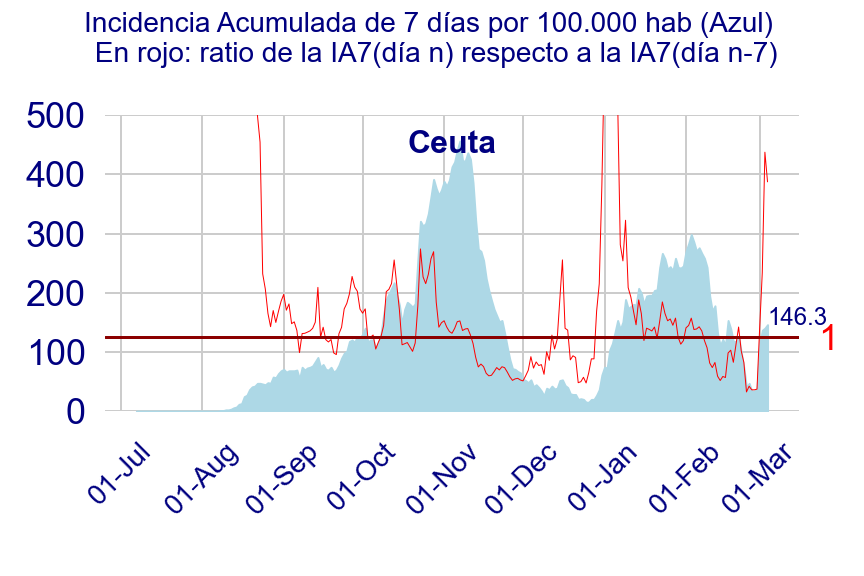 Incidencia Acumulada de 7 días por 100.000 hab (Azul)
En rojo: ratio de la IA7(día n) respecto a la IA7(día n-7)
500
Ceuta
400
300
200
146.3
1
100
0
01-Jul
01-Aug
01-Sep
01-Oct
01-Nov
01-Dec
01-Jan
01-Feb
01-Mar